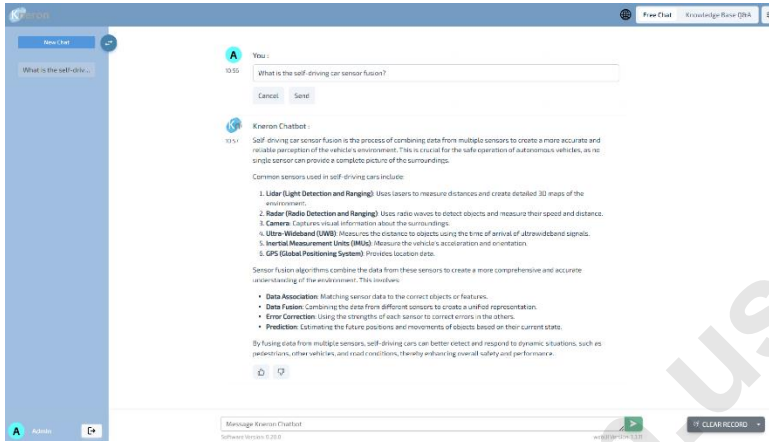 Kneron
Free Chat
Knowledge Base Q&A
New Chat
What is the self-driv...
A
You :
10:55
What is the self-driving car sensor fusion?
Cancel
Send
Kneron Chatbot :
10:57
Self-driving car sensor fusion is the process of combining data from multiple sensors to create a more accurate and
reliable perception of the vehicle's environment. This is crucial for the safe operation of autonomous vehicles, as no
single sensor can provide a complete picture of the surroundings.
Common sensors used in self-driving cars include:
1. Lidar (Light Detection and Ranging): Uses lasers to measure distances and create detailed 3D maps of the
environment.
2. Radar (Radio Detection and Ranging): Uses radio waves to detect objects and measure their speed and distance.
3. Camera: Captures visual information about the surroundings.
4. Ultra-Wideband (UWB): Measures the distance to objects using the time of arrival of ultrawideband signals.
5. Inertial Measurement Units (IMUs): Measure the vehicle's acceleration and orientation.
6. GPS (Global Positioning System): Provides location data.
Sensor fusion algorithms combine the data from these sensors to create a more comprehensive and accurate
understanding of the environment. This involves:
• Data Association: Matching sensor data to the correct objects or features.
• Data Fusion: Combining the data from different sensors to create a unified representation.
• Error Correction: Using the strengths of each sensor to correct errors in the others.
• Prediction: Estimating the future positions and movements of objects based on their current state.
By fusing data from multiple sensors, self-driving cars can better detect and respond to dynamic situations, such as
pedestrians, other vehicles, and road conditions, thereby enhancing overall safety and performance.
A
Admin
Message Kneron Chatbot
CLEAR RECORD
Software Version: